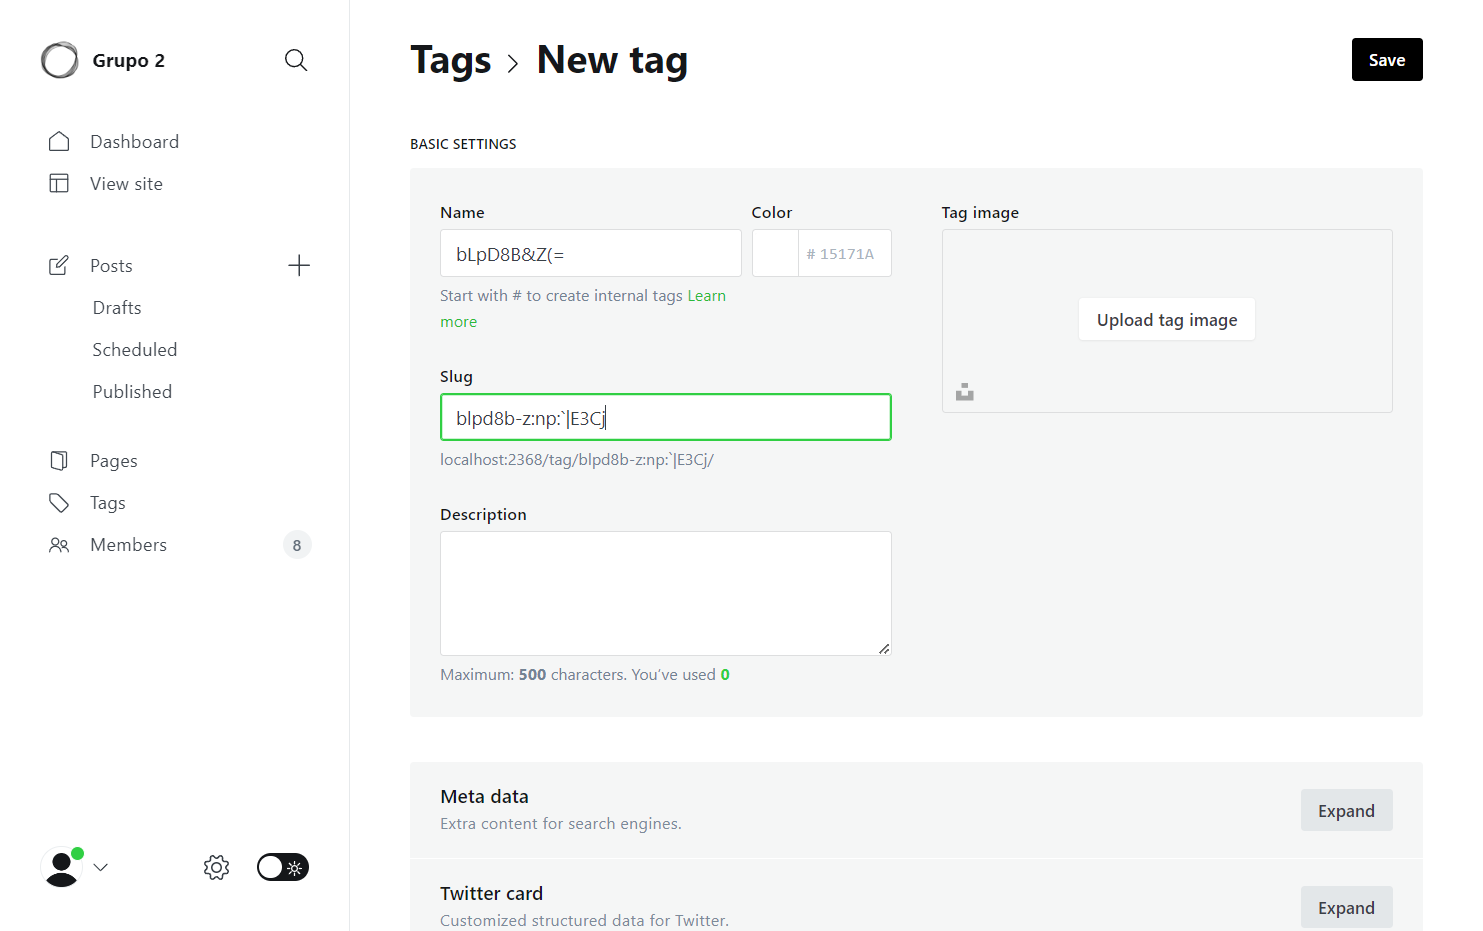 Grupo 2
Dashboard
View site
Posts
Drafts
Scheduled
Published
Pages
Tags
Members
8
Tags
New tag
Save
BASIC SETTINGS
Name
bLpD8B&Z(=
Start with # to create internal tags Learn
more
Color
# 15171A
Slug
blpd8b-z:np:`|E3Cj
localhost:2368/tag/blpd8b-z:np:`|E3Cj/
Description
Maximum: 500 characters. You’ve used 0
Tag image
Upload tag image
Meta data
Extra content for search engines.
Expand
Twitter card
Customized structured data for Twitter.
Expand